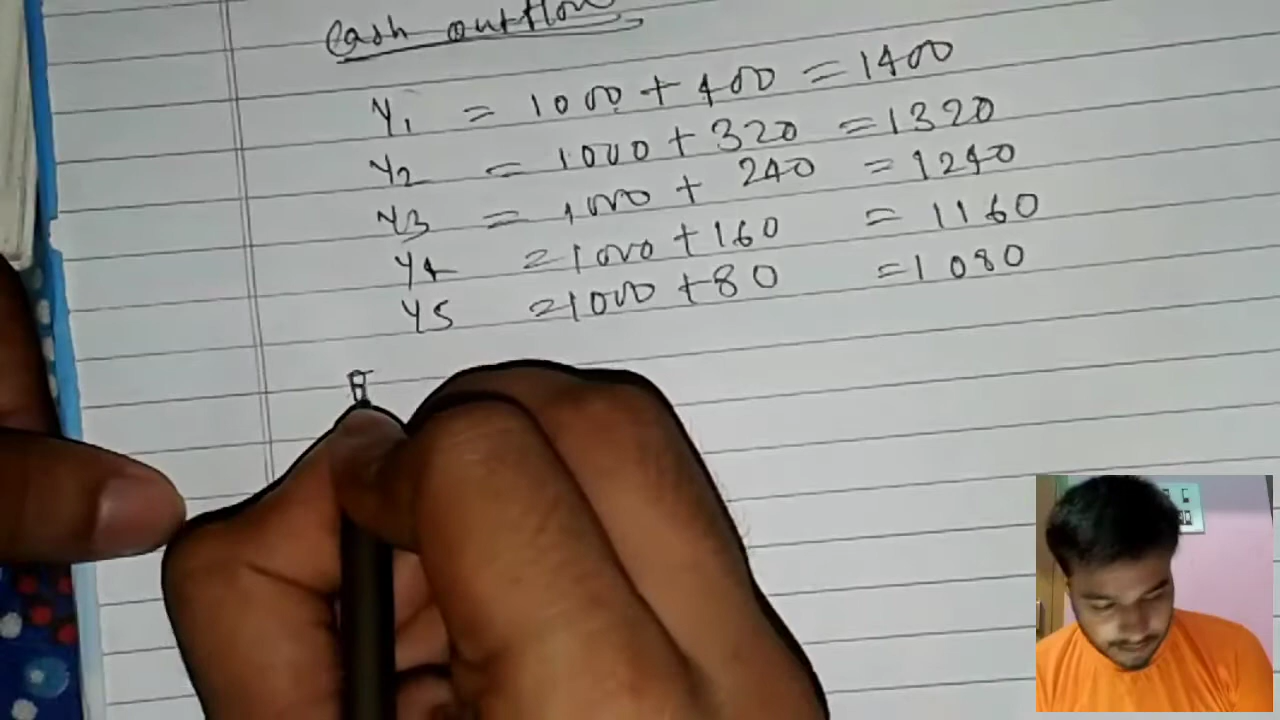 Cash outflow
Y1 = 1000 + 400 = 1400
Y2 = 1000 + 320 = 1320
Y3 = 1000 + 240 = 1240
Y4 = 1000 + 160 = 1160
Y5 = 1000 + 80 = 1080